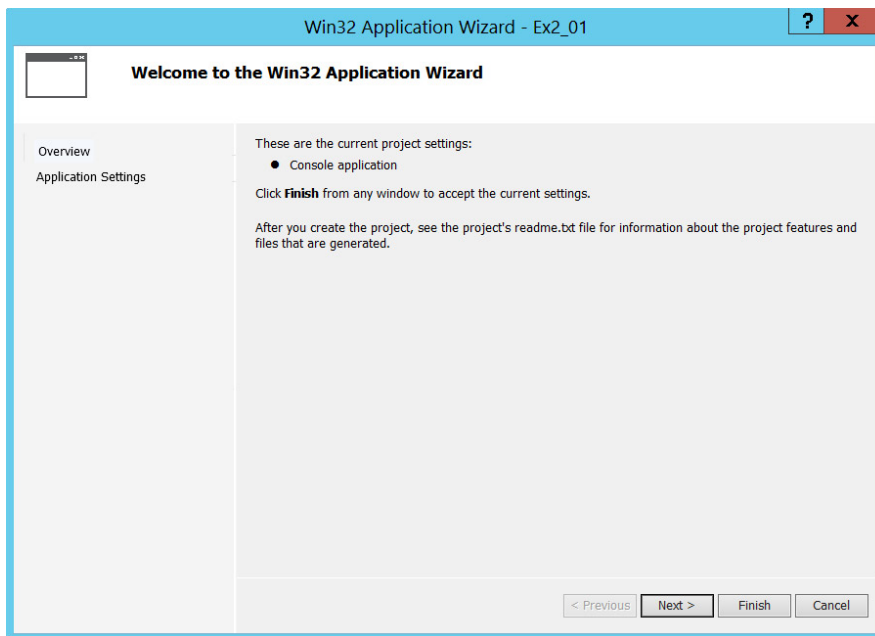 Win32 Application Wizard - Ex2_01
? X
Welcome to the Win32 Application Wizard
Overview
Application Settings
These are the current project settings:
● Console application
Click Finish from any window to accept the current settings.
After you create the project, see the project's readme.txt file for information about the project features and
files that are generated.
< Previous Next > Finish Cancel